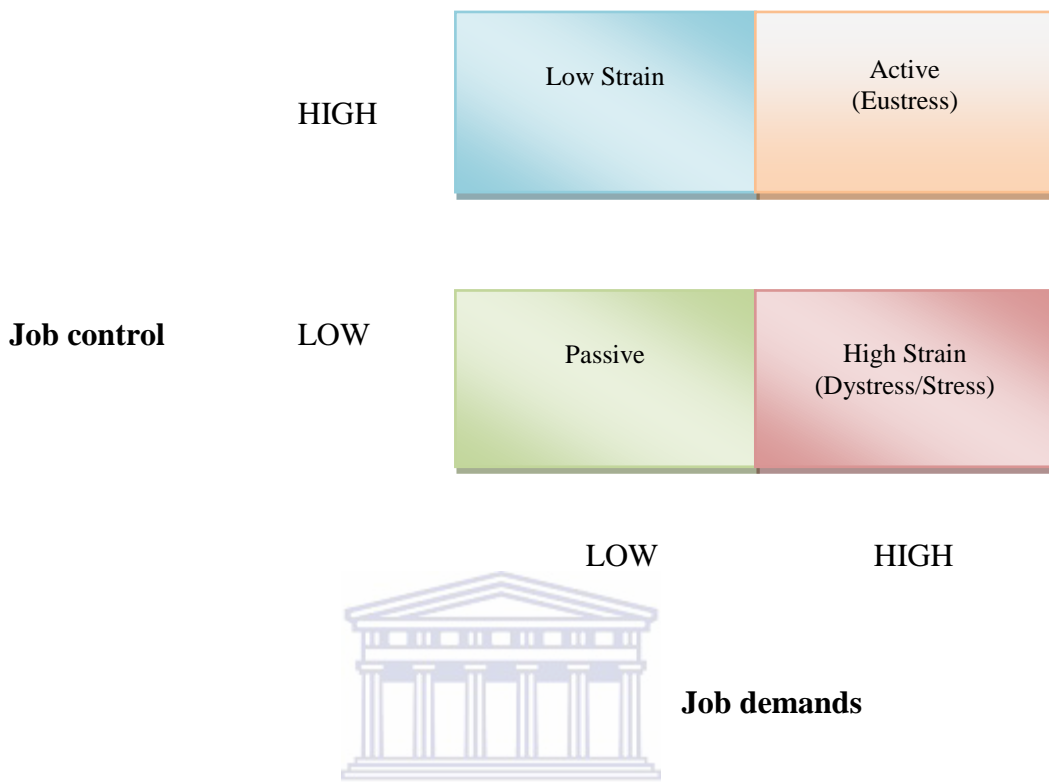 Low Strain
Active
(Eustress)
HIGH
Job control
LOW
Passive
High Strain
(Dystress/Stress)
LOW
HIGH
Job demands